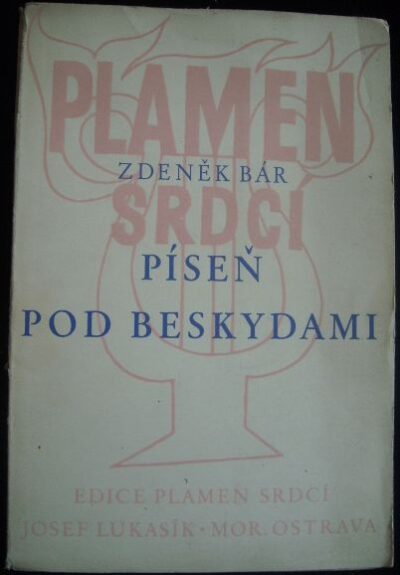 PLAMEN
ZDENĚK BÁR
SRDCÍ
PÍSEŇ
POD BESKYDAMI
EDICE PLAMEN SRDCÍ
JOSEF LUKASÍK • MOR. OSTRAVA